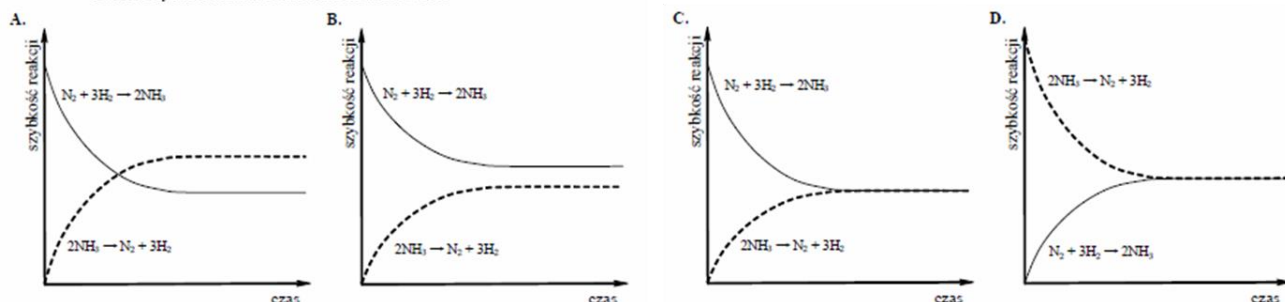 A.
szybkość reakcji
N₂ + 3H₂ → 2NH₃
2NH₃ → N₂ + 3H₂
czas
B.
szybkość reakcji
N₂ + 3H₂ → 2NH₃
2NH₃ → N₂ + 3H₂
czas
C.
szybkość reakcji
N₂ + 3H₂ → 2NH₃
2NH₃ → N₂ + 3H₂
czas
D.
szybkość reakcji
2NH₃ → N₂ + 3H₂
N₂ + 3H₂ → 2NH₃
czas